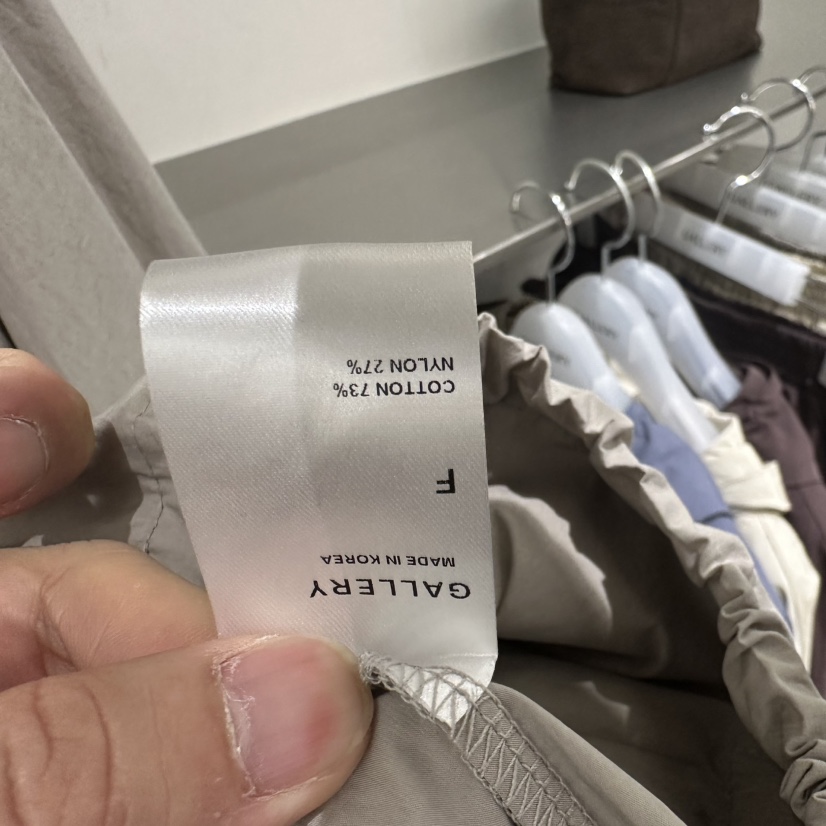 GALLERY
MADE IN KOREA
F
COTTON 73%
NYLON 27%